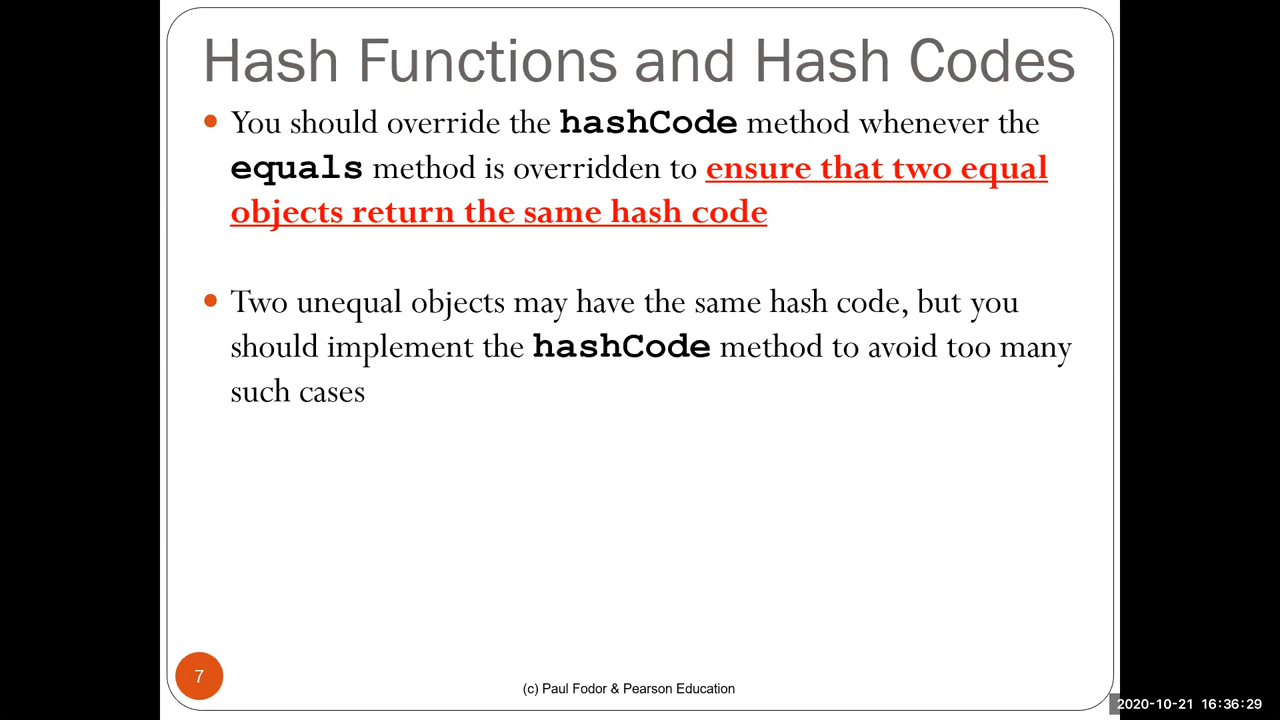 Hash Functions and Hash Codes
• You should override the hashCode method whenever the
equals method is overridden to ensure that two equal
objects return the same hash code
• Two unequal objects may have the same hash code, but you
should implement the hashCode method to avoid too many
such cases
7
(c) Paul Fodor & Pearson Education
2020-10-21 16:36:29